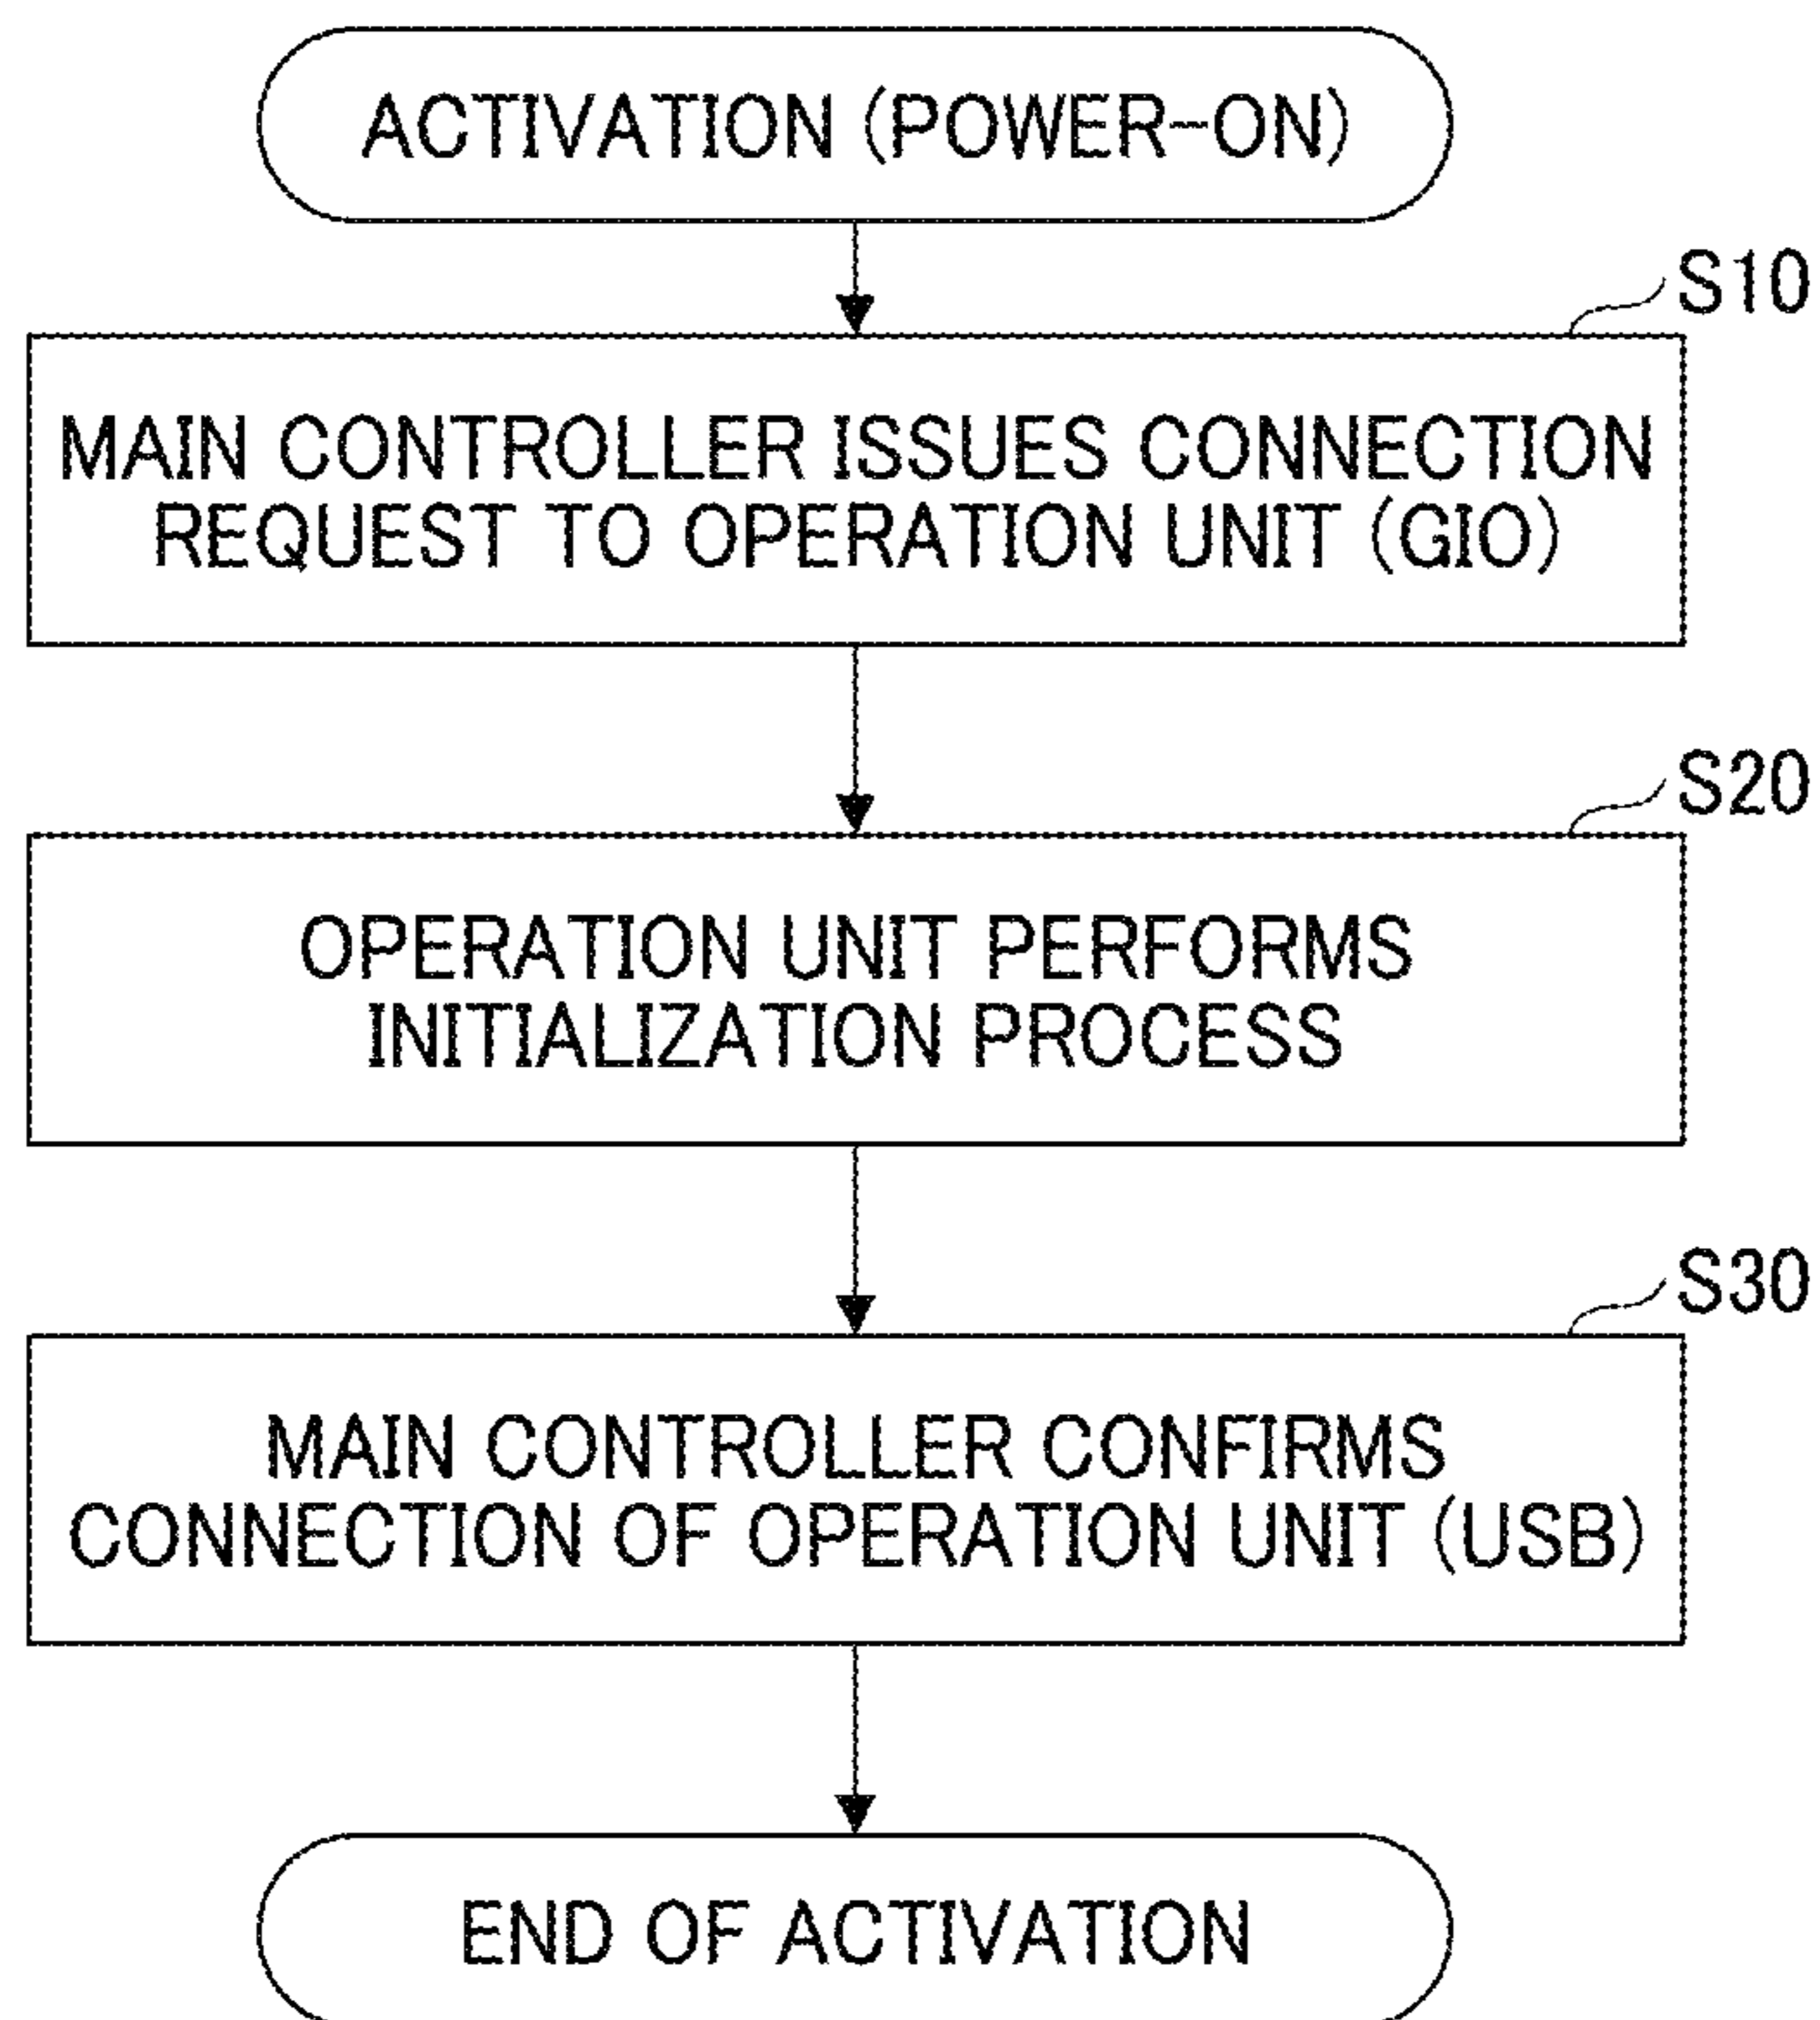 ACTIVATION (POWER-ON)
S10
MAIN CONTROLLER ISSUES CONNECTION
REQUEST TO OPERATION UNIT (GIO)
S20
OPERATION UNIT PERFORMS
INITIALIZATION PROCESS
S30
MAIN CONTROLLER CONFIRMS
CONNECTION OF OPERATION UNIT (USB)
END OF ACTIVATION